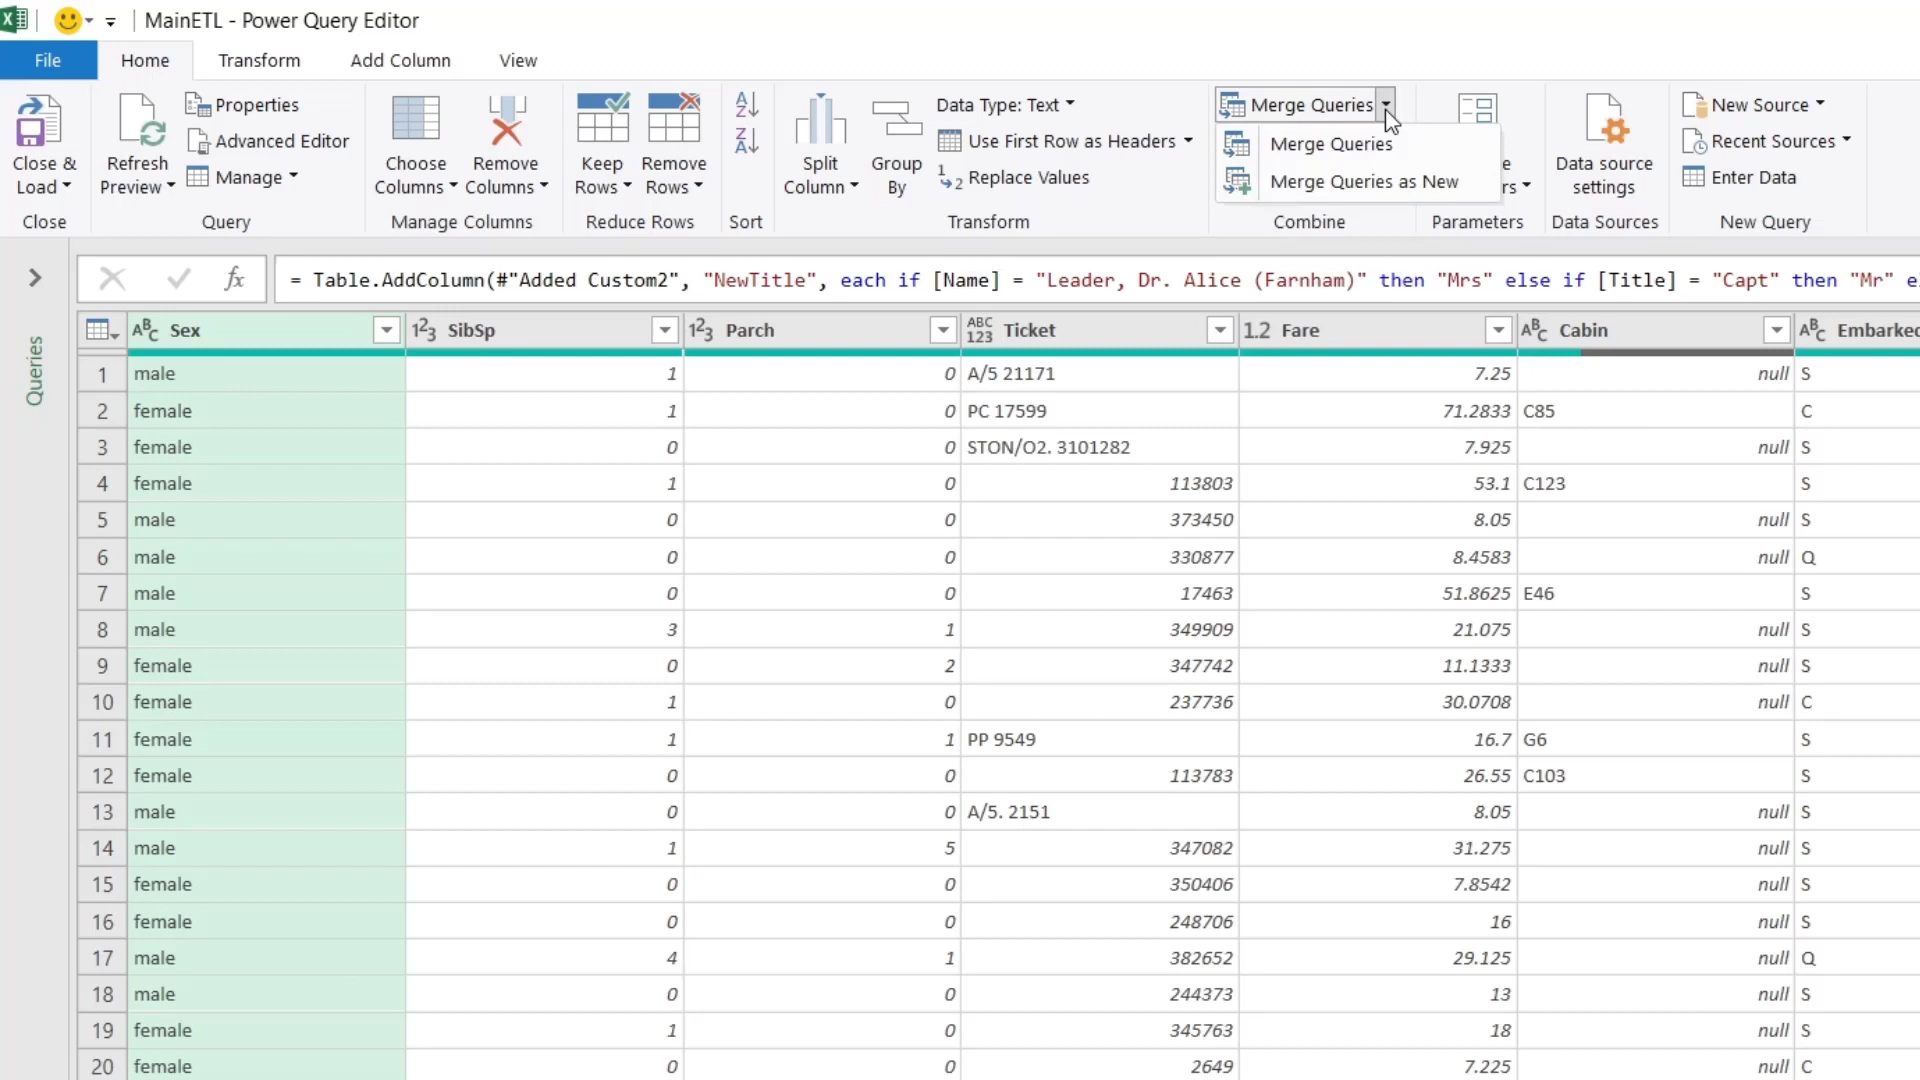 MainETL - Power Query Editor
File Home Transform Add Column View
Close & Load
Refresh Preview
Properties
Advanced Editor
Manage
Choose Columns
Remove Columns
Keep Rows
Remove Rows
Split Column
Group By
Data Type: Text
Use First Row as Headers
Replace Values
Merge Queries
Merge Queries
Merge Queries as New
Data source settings
New Source
Recent Sources
Enter Data
Close Query Manage Columns Reduce Rows Sort Transform Combine Parameters Data Sources New Query
fx = Table.AddColumn(#"Added Custom2", "NewTitle", each if [Name] = "Leader, Dr. Alice (Farnham)" then "Mrs" else if [Title] = "Capt" then "Mr"
Queries
ABC Sex 123 SibSp 123 Parch ABC 123 Ticket 1.2 Fare ABC Cabin ABC Embarked
1 male 1 0 A/5 21171 7.25 null S
2 female 1 0 PC 17599 71.2833 C85 C
3 female 0 0 STON/O2. 3101282 7.925 null S
4 female 1 0 113803 53.1 C123 S
5 male 0 0 373450 8.05 null S
6 male 0 0 330877 8.4583 null Q
7 male 0 0 17463 51.8625 E46 S
8 male 3 1 349909 21.075 null S
9 female 0 2 347742 11.1333 null S
10 female 1 0 237736 30.0708 null C
11 female 1 1 PP 9549 16.7 G6 S
12 female 0 0 113783 26.55 C103 S
13 male 0 0 A/5. 2151 8.05 null S
14 male 1 5 347082 31.275 null S
15 female 0 0 350406 7.8542 null S
16 female 0 0 248706 16 null S
17 male 4 1 382652 29.125 null Q
18 male 0 0 244373 13 null S
19 female 1 0 345763 18 null S
20 female 0 0 2649 7.225 null C